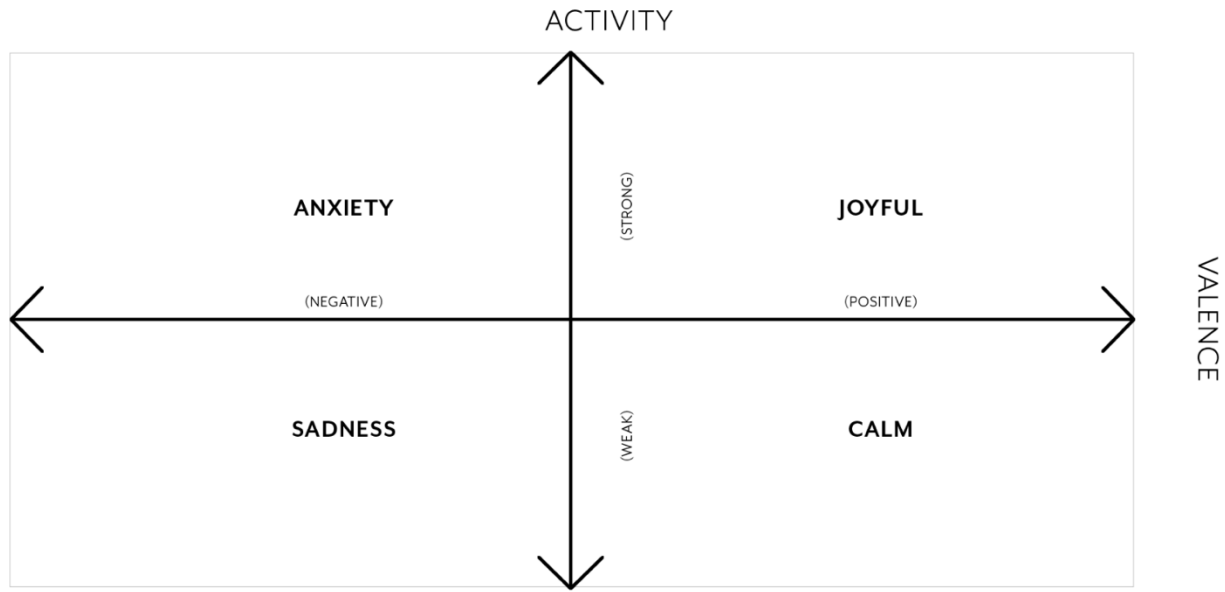 ACTIVITY
(STRONG)
ANXIETY
JOYFUL
(NEGATIVE)
(POSITIVE)
VALENCE
SADNESS
CALM
(WEAK)